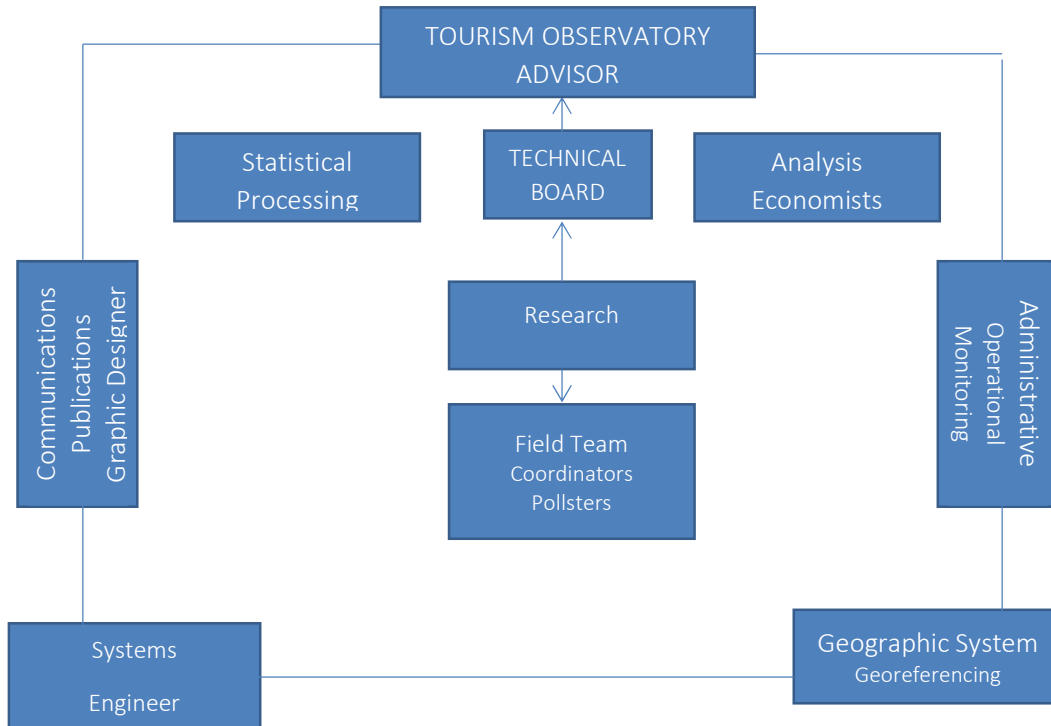 TOURISM OBSERVATORY
ADVISOR
Statistical
Processing
TECHNICAL
BOARD
Analysis
Economists
Communications
Publications
Graphic Designer
Research
Administrative
Operational
Monitoring
Field Team
Coordinators
Pollsters
Systems
Engineer
Geographic System
Georeferencing